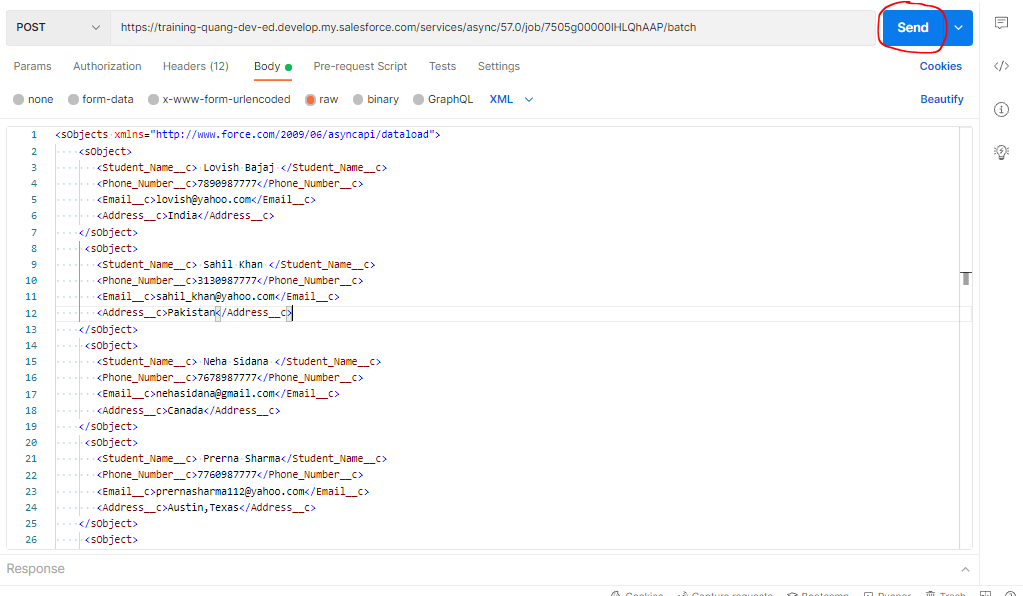 POST https://training-quang-dev-ed.develop.my.salesforce.com/services/async/57.0/job/7505g00000IHLQhAAP/batch Send
Params Authorization Headers (12) Body Pre-request Script Tests Settings Cookies
none form-data x-www-form-urlencoded raw binary GraphQL XML Beautify
1 <sObjects xmlns="http://www.force.com/2009/06/asyncapi/dataload">
2 <sObject>
3 <Student_Name__c> Lovish Bajaj </Student_Name__c>
4 <Phone_Number__c>7890987777</Phone_Number__c>
5 <Email__c>lovish@yahoo.com</Email__c>
6 <Address__c>India</Address__c>
7 </sObject>
8 <sObject>
9 <Student_Name__c> Sahil Khan </Student_Name__c>
10 <Phone_Number__c>3130987777</Phone_Number__c>
11 <Email__c>sahil_khan@yahoo.com</Email__c>
12 <Address__c>Pakistan</Address__c>
13 </sObject>
14 <sObject>
15 <Student_Name__c> Neha Sidana </Student_Name__c>
16 <Phone_Number__c>7678987777</Phone_Number__c>
17 <Email__c>nehasidana@gmail.com</Email__c>
18 <Address__c>Canada</Address__c>
19 </sObject>
20 <sObject>
21 <Student_Name__c> Prerna Sharma</Student_Name__c>
22 <Phone_Number__c>7760987777</Phone_Number__c>
23 <Email__c>prernasharma112@yahoo.com</Email__c>
24 <Address__c>Austin,Texas</Address__c>
25 </sObject>
26 <sObject>
Response
Cookies Capture requests Bootcamp Runner Trash